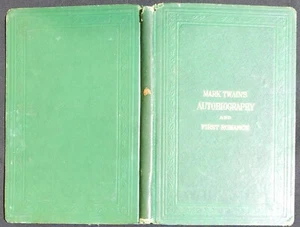 MARK TWAIN'S
AUTOBIOGRAPHY
AND
FIRST ROMANCE